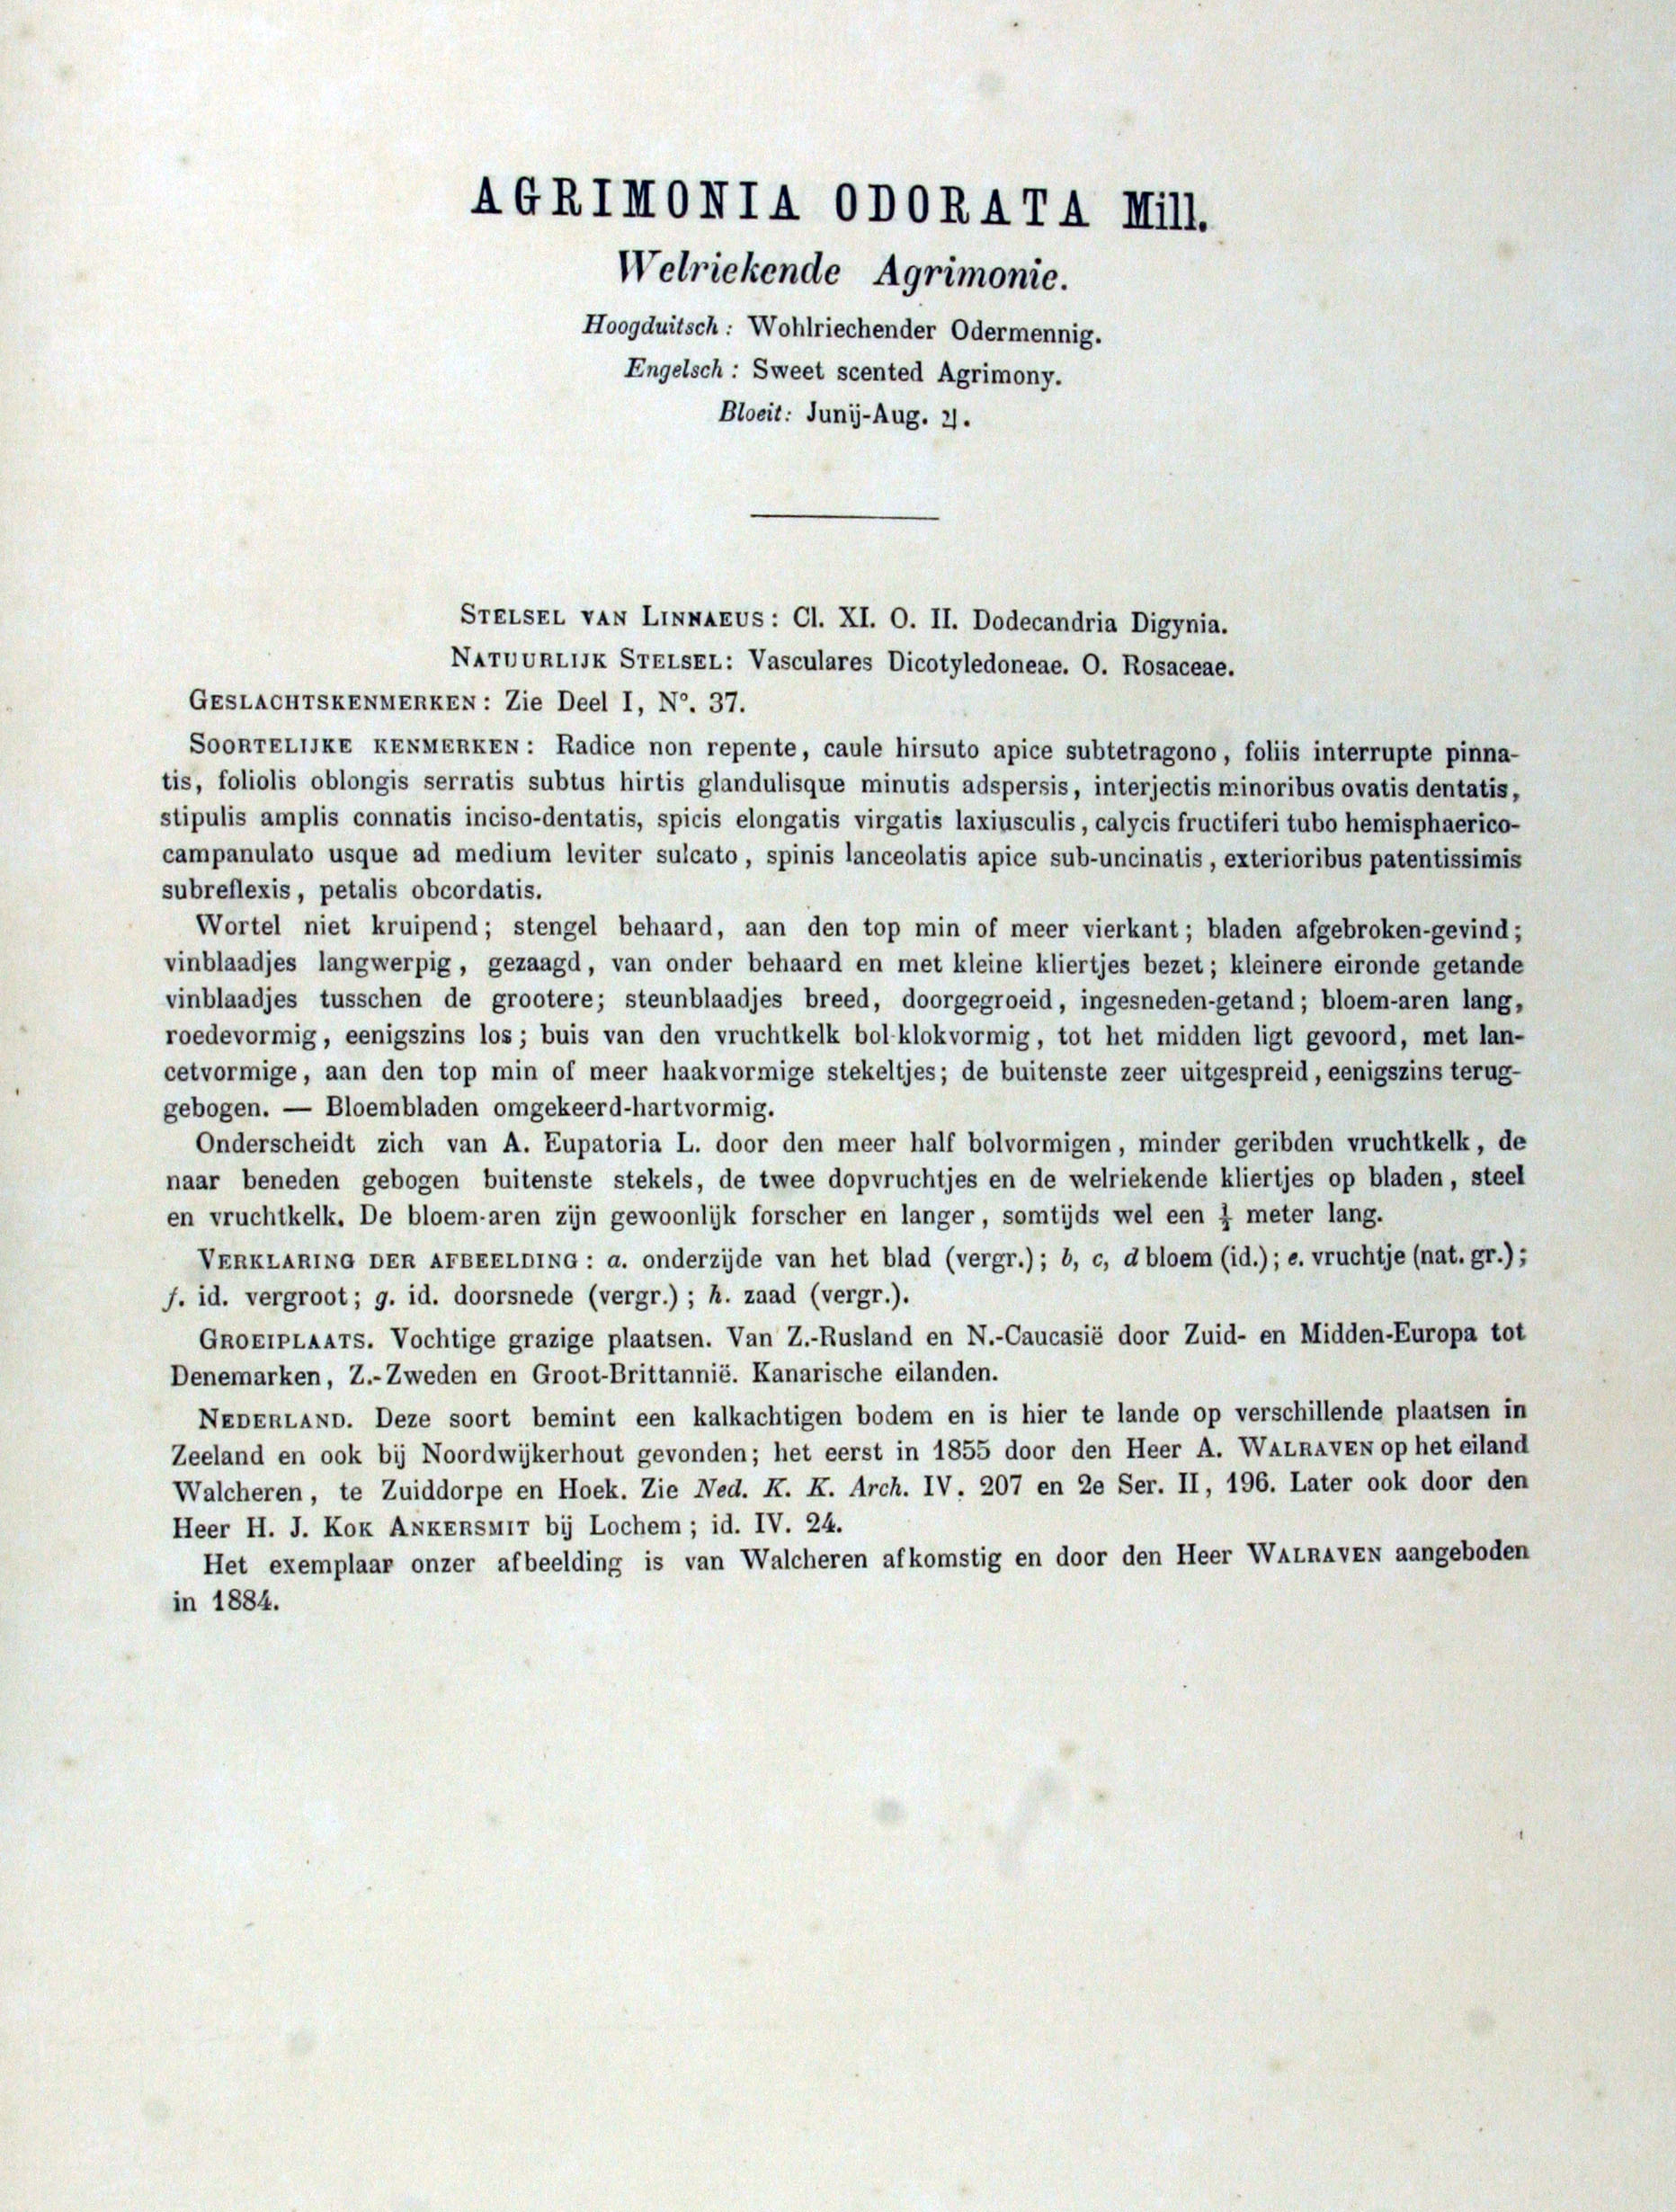 AGRIMONIA ODORATA Mill.
Welriekende Agrimonie.
Hoogduitsch: Wohlriechender Odermennig.
Engelsch: Sweet scented Agrimony.
Bloeit: Junij-Aug. ♃.
STELSEL VAN LINNAEUS: Cl. XI. O. II. Dodecandria Digynia.
NATUURLIJK STELSEL: Vasculares Dicotyledoneae. O. Rosaceae.
GESLACHTSKENMERKEN: Zie Deel I, N°. 37.
SOORTELIJKE KENMERKEN: Radice non repente, caule hirsuto apice subtetragono, foliis interrupte pinna-
tis, foliolis oblongis serratis subtus hirtis glandulisque minutis adspersis, interjectis minoribus ovatis dentatis,
stipulis amplis connatis inciso-dentatis, spicis elongatis virgatis laxiusculis, calycis fructiferi tubo hemisphaerico-
campanulato usque ad medium leviter sulcato, spinis lanceolatis apice sub-uncinatis, exterioribus patentissimis
subreflexis, petalis obcordatis.
Wortel niet kruipend; stengel behaard, aan den top min of meer vierkant; bladen afgebroken-gevind;
vinblaadjes langwerpig, gezaagd, van onder behaard en met kleine kliertjes bezet; kleinere eironde getande
vinblaadjes tusschen de grootere; steunblaadjes breed, doorgegroeid, ingesneden-getand; bloem-aren lang,
roedevormig, eenigszins los; buis van den vruchtkelk bol-klokvormig, tot het midden ligt gevoord, met lan-
cetvormige, aan den top min of meer haakvormige stekeltjes; de buitenste zeer uitgespreid, eenigszins terug-
gebogen. — Bloembladen omgekeerd-hartvormig.
Onderscheidt zich van A. Eupatoria L. door den meer half bolvormigen, minder geribden vruchtkelk, de
naar beneden gebogen buitenste stekels, de twee dopvruchtjes en de welriekende kliertjes op bladen, steel
en vruchtkelk. De bloem-aren zijn gewoonlijk forscher en langer, somtijds wel een meter lang.
VERKLARING DER AFBEELDING: a. onderzijde van het blad (vergr.); b, c, d bloem (id.); e. vruchtje (nat. gr.);
f. id. vergroot; g. id. doorsnede (vergr.); h. zaad (vergr.).
GROEIPLAATS. Vochtige grazige plaatsen. Van Z.-Rusland en N.-Caucasië door Zuid- en Midden-Europa tot
Denemarken, Z.-Zweden en Groot-Brittannië. Kanarische eilanden.
NEDERLAND. Deze soort bemint een kalkachtigen bodem en is hier te lande op verschillende plaatsen in
Zeeland en ook bij Noordwijkerhout gevonden; het eerst in 1855 door den Heer A. WALRAVEN op het eiland
Walcheren, te Zuiddorpe en Hoek. Zie Ned. K. K. Arch. IV. 207 en 2e Ser. II, 196. Later ook door den
Heer H. J. KOK ANKERSMIT bij Lochem; id. IV. 24.
Het exemplaar onzer afbeelding is van Walcheren afkomstig en door den Heer WALRAVEN aangeboden
in 1884.